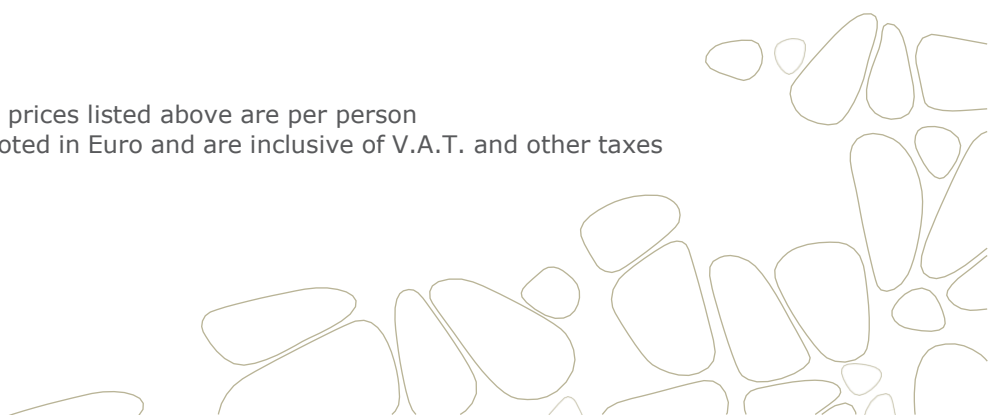 prices listed above are per person
oted in Euro and are inclusive of V.A.T. and other taxes